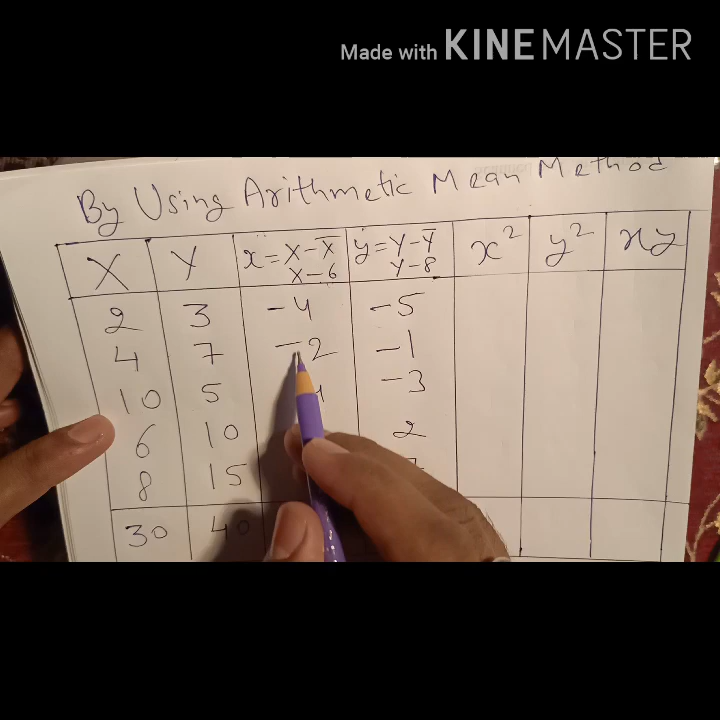 Made with KINEMASTER
By Using Arithmetic Mean Method
X Y x = X - X̅ y = Y - Y̅ x² y² xy
X - 6 Y - 8
2 3 -4 -5
4 7 -2 -1
10 5 -3
6 10 2
8 15
30 40